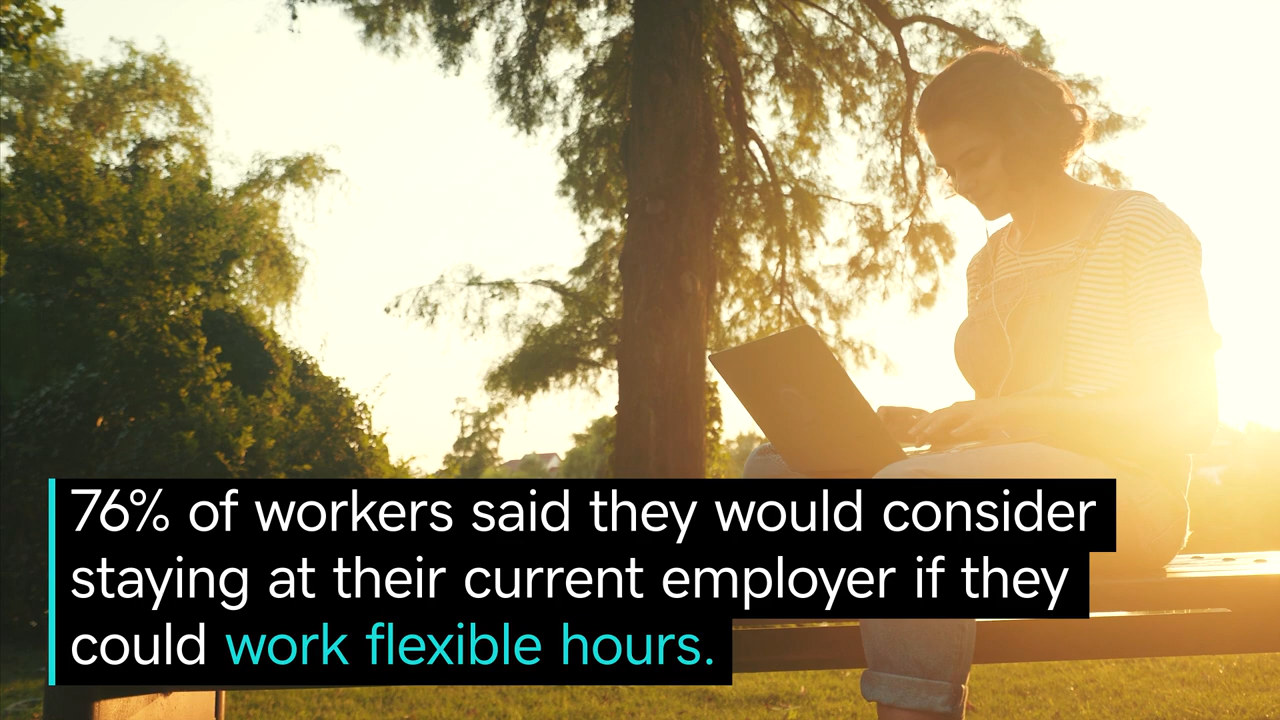 76% of workers said they would consider
staying at their current employer if they
could work flexible hours.